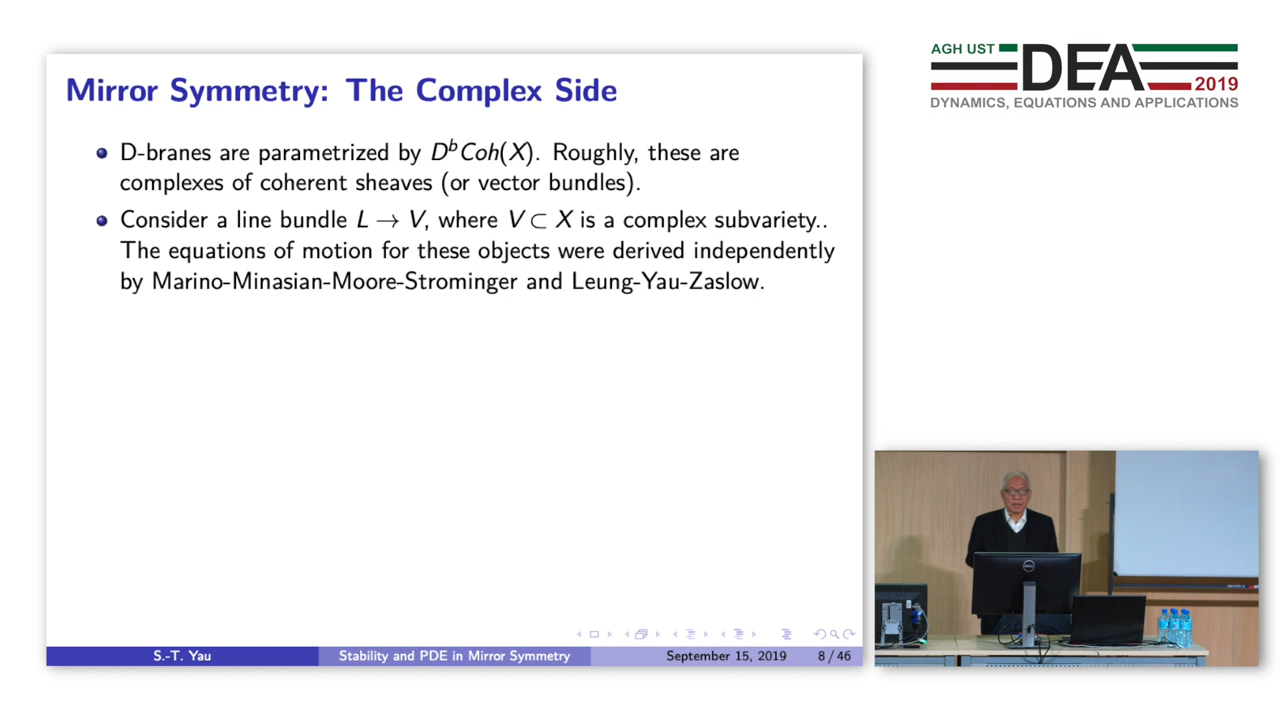 Mirror Symmetry: The Complex Side
D-branes are parametrized by DᵇCoh(X). Roughly, these are
complexes of coherent sheaves (or vector bundles).
Consider a line bundle L → V, where V ⊂ X is a complex subvariety..
The equations of motion for these objects were derived independently
by Marino-Minasian-Moore-Strominger and Leung-Yau-Zaslow.
S.-T. Yau
Stability and PDE in Mirror Symmetry
September 15, 2019
8 / 46
AGH UST
DEA
2019
DYNAMICS, EQUATIONS AND APPLICATIONS
DELL